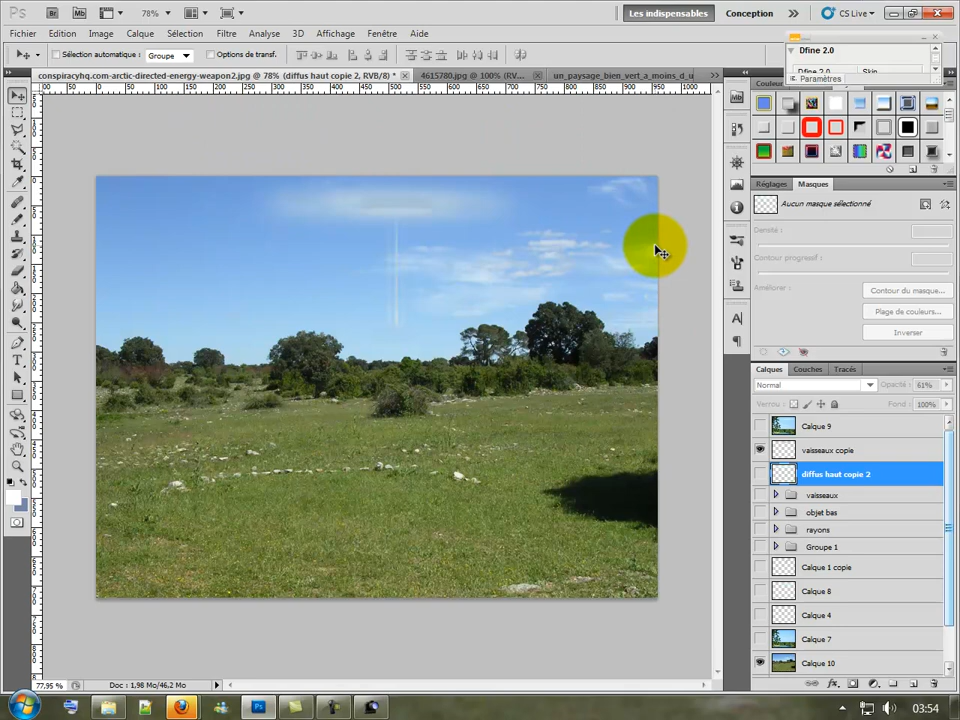 Ps Br Mb 78% Les indispensables Conception CS Live
Fichier Edition Image Calque Sélection Filtre Analyse 3D Affichage Fenêtre Aide
Sélection automatique : Groupe Options de transf.
Dfine 2.0
Dfine 2.0 Skin
Paramètres
conspiracyhq.com-arctic-directed-energy-weapon2.jpg @ 78% (diffus haut copie 2, RVB/8) *
4615780.jpg @ 100% (RV...
un_paysage_bien_vert_a_moins_d_u
Couleur
Réglages Masques
Aucun masque sélectionné
Densité :
Contour progressif :
Améliorer :
Contour du masque...
Plage de couleurs...
Inverser
Calques Couches Tracés
Normal Opacité : 61%
Verrou : Fond : 100%
Calque 9
vaisseaux copie
diffus haut copie 2
vaisseaux
objet bas
rayons
Groupe 1
Calque 1 copie
Calque 8
Calque 4
Calque 7
Calque 10
77,95 % Doc : 1,98 Mo/46,2 Mo
03:54